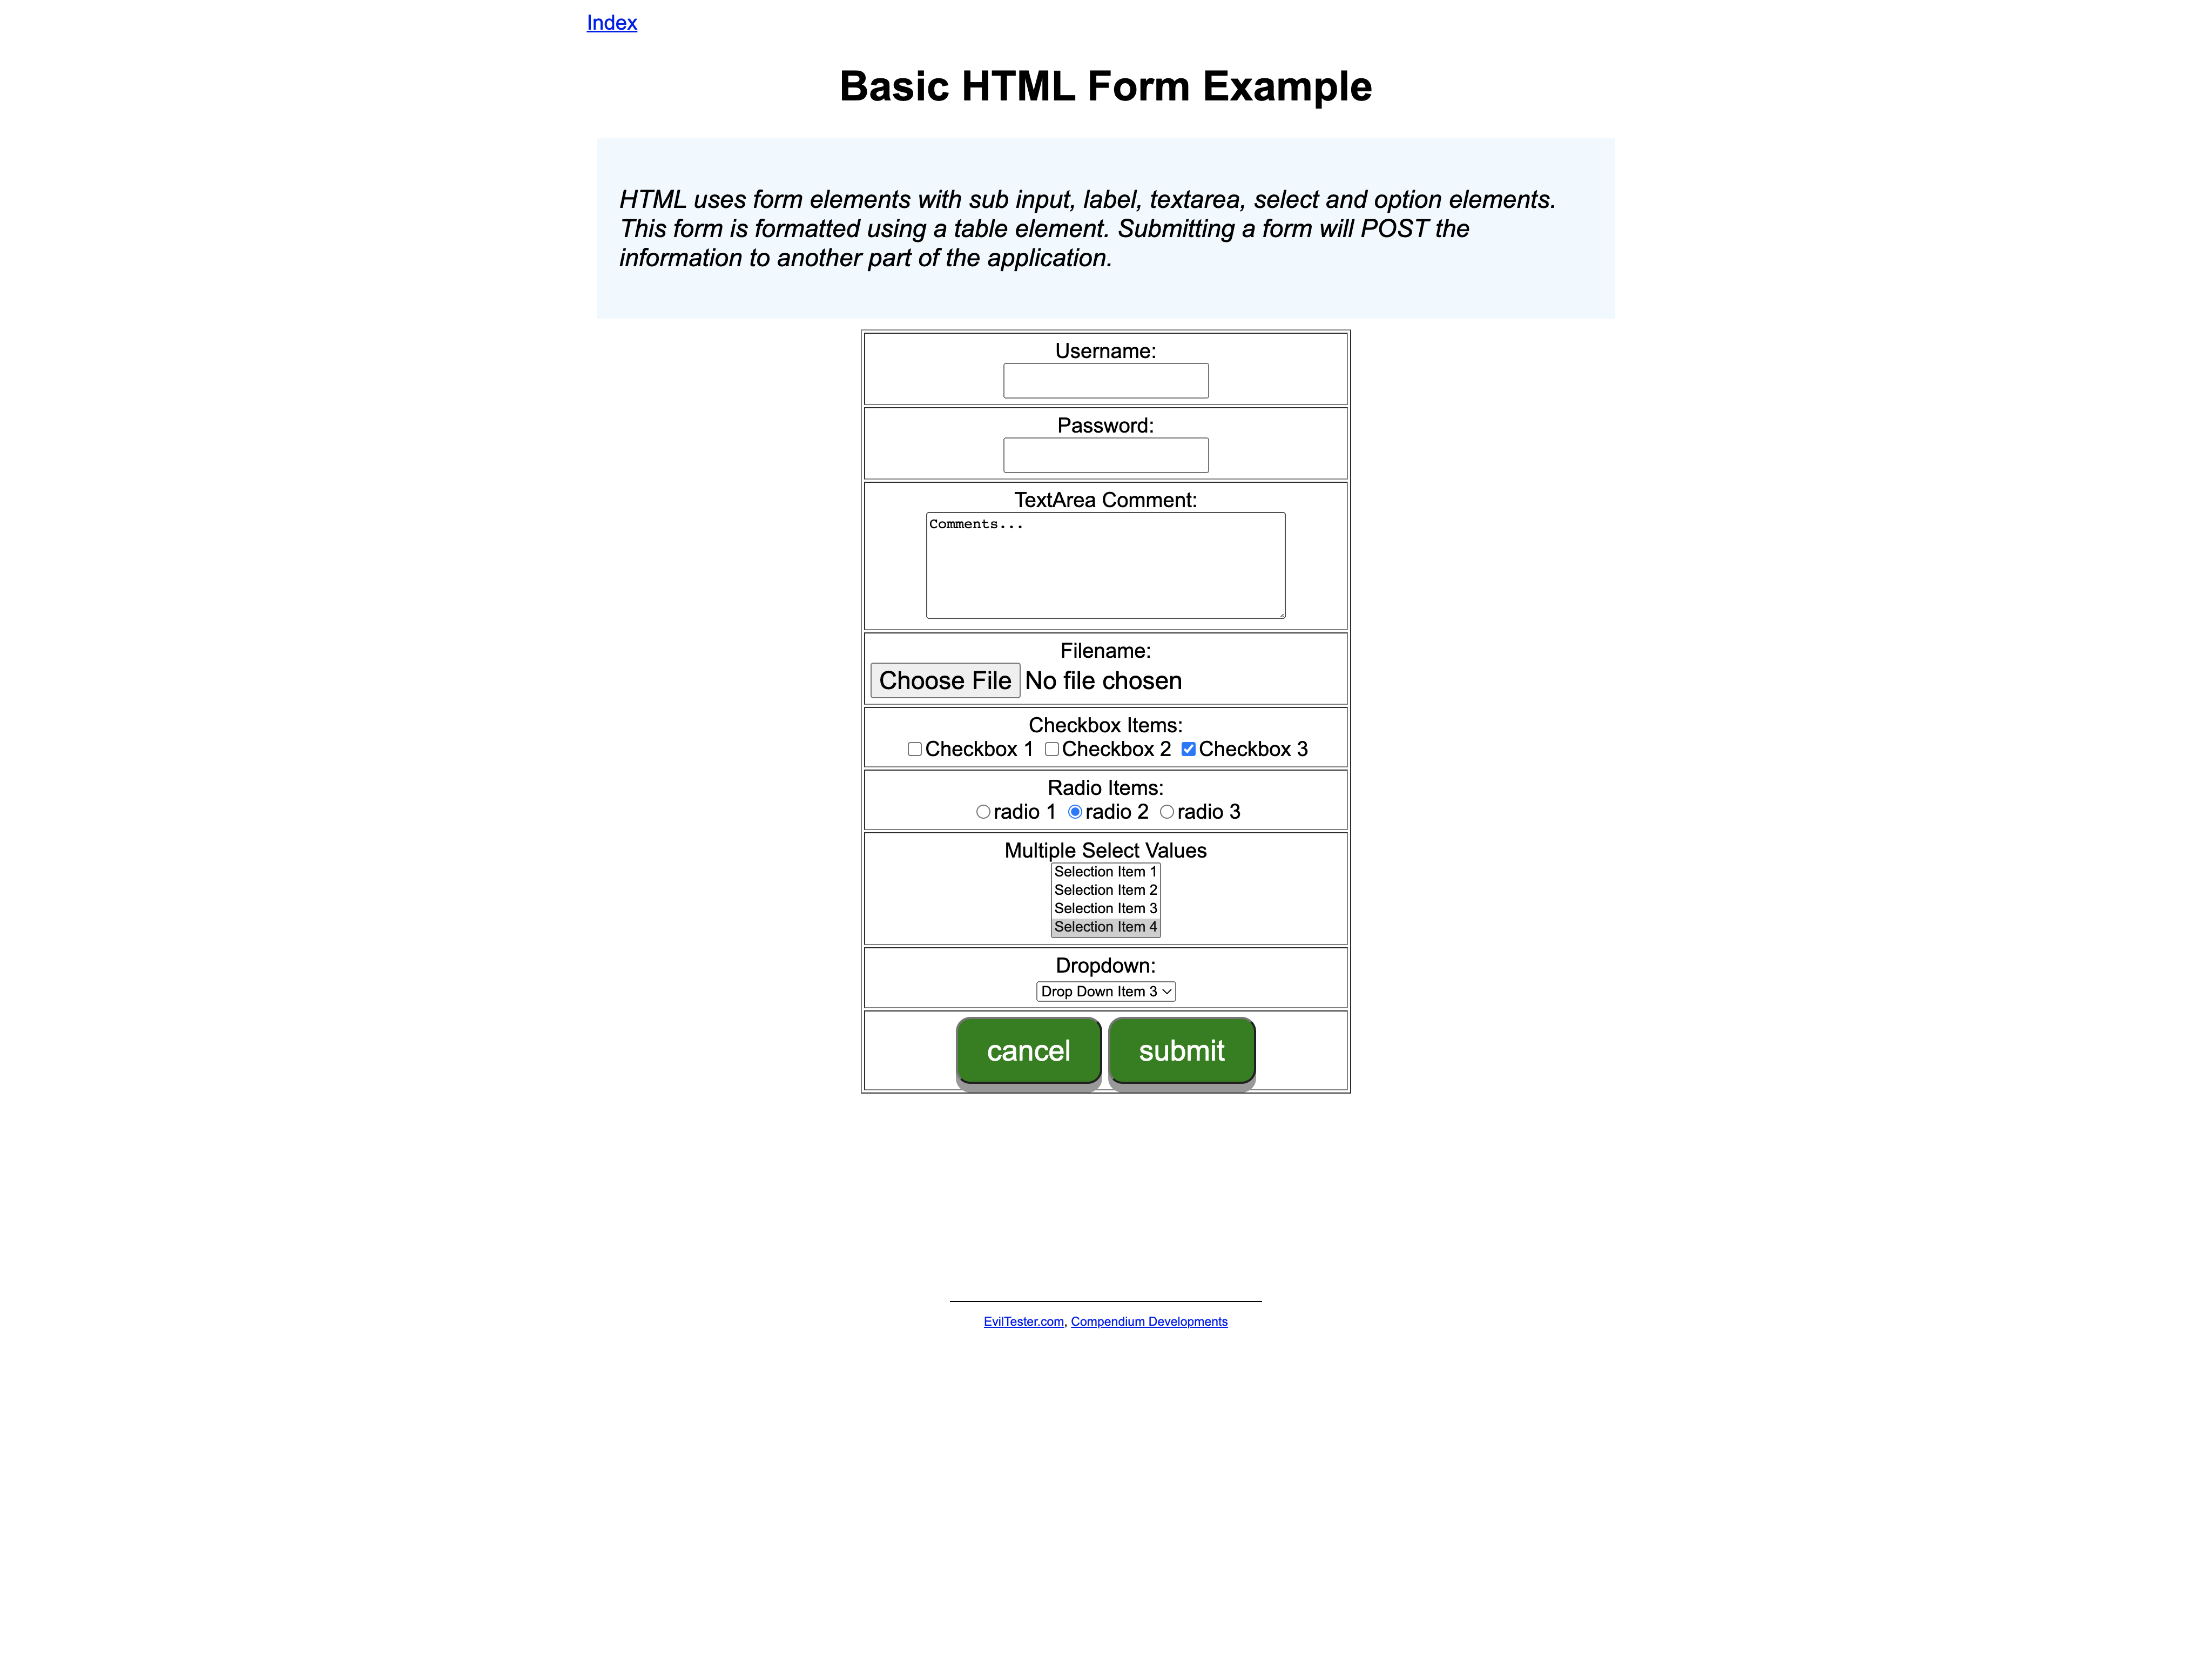 Index
Basic HTML Form Example
HTML uses form elements with sub input, label, textarea, select and option elements.
This form is formatted using a table element. Submitting a form will POST the
information to another part of the application.
Username:
Password:
TextArea Comment:
Comments...
Filename:
Choose File No file chosen
Checkbox Items:
Checkbox 1 Checkbox 2 Checkbox 3
Radio Items:
radio 1 radio 2 radio 3
Multiple Select Values
Selection Item 1
Selection Item 2
Selection Item 3
Selection Item 4
Dropdown:
Drop Down Item 3
cancel submit
EvilTester.com, Compendium Developments